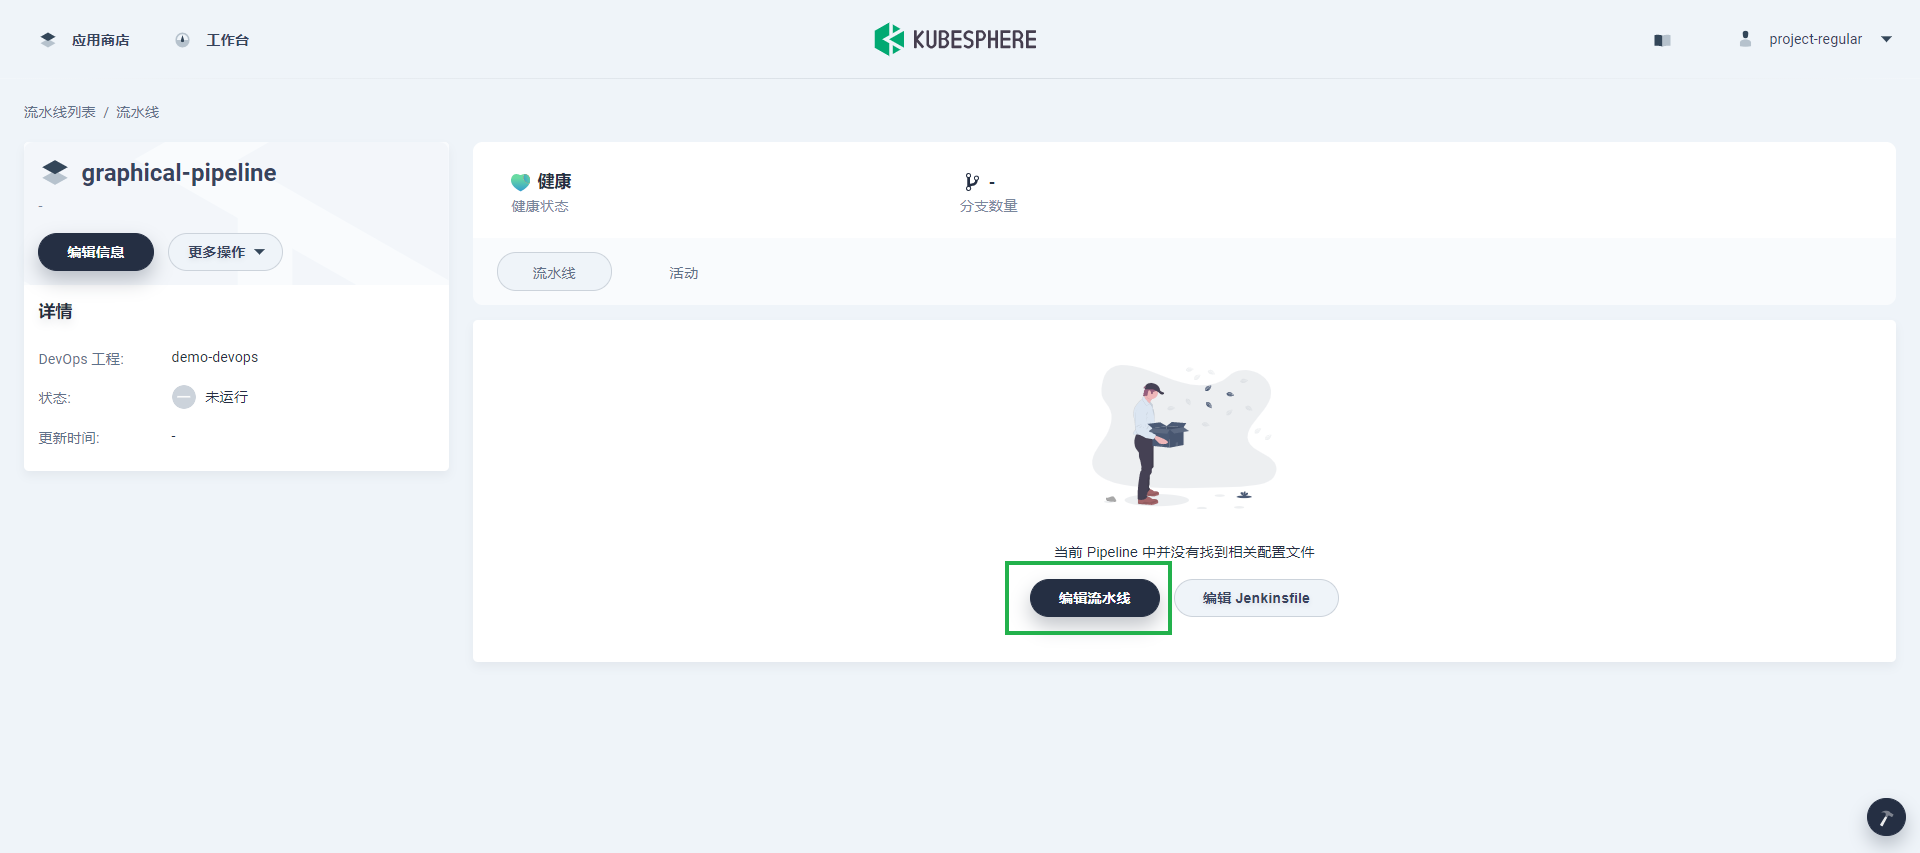 应用商店
工作台
KUBESPHERE
project-regular
流水线列表 / 流水线
graphical-pipeline
-
编辑信息
更多操作
详情
DevOps 工程:
demo-devops
状态:
未运行
更新时间:
-
健康
健康状态
-
分支数量
流水线
活动
当前 Pipeline 中并没有找到相关配置文件
编辑流水线
编辑 Jenkinsfile